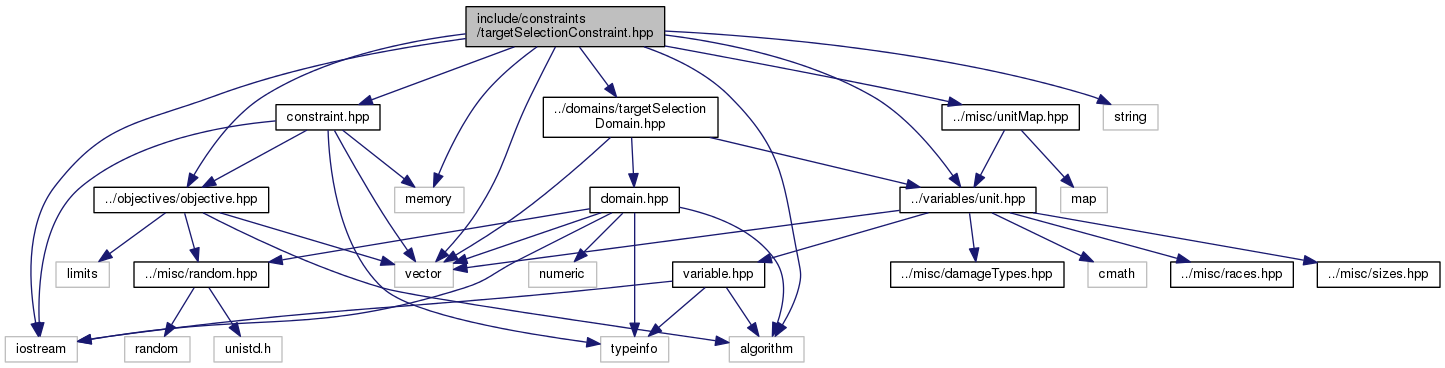 include/constraints
/targetSelectionConstraint.hpp
constraint.hpp
../domains/targetSelection
Domain.hpp
../misc/unitMap.hpp
string
../objectives/objective.hpp
memory
domain.hpp
../variables/unit.hpp
map
limits
../misc/random.hpp
vector
numeric
variable.hpp
../misc/damageTypes.hpp
cmath
../misc/races.hpp
../misc/sizes.hpp
iostream
random
unistd.h
typeinfo
algorithm